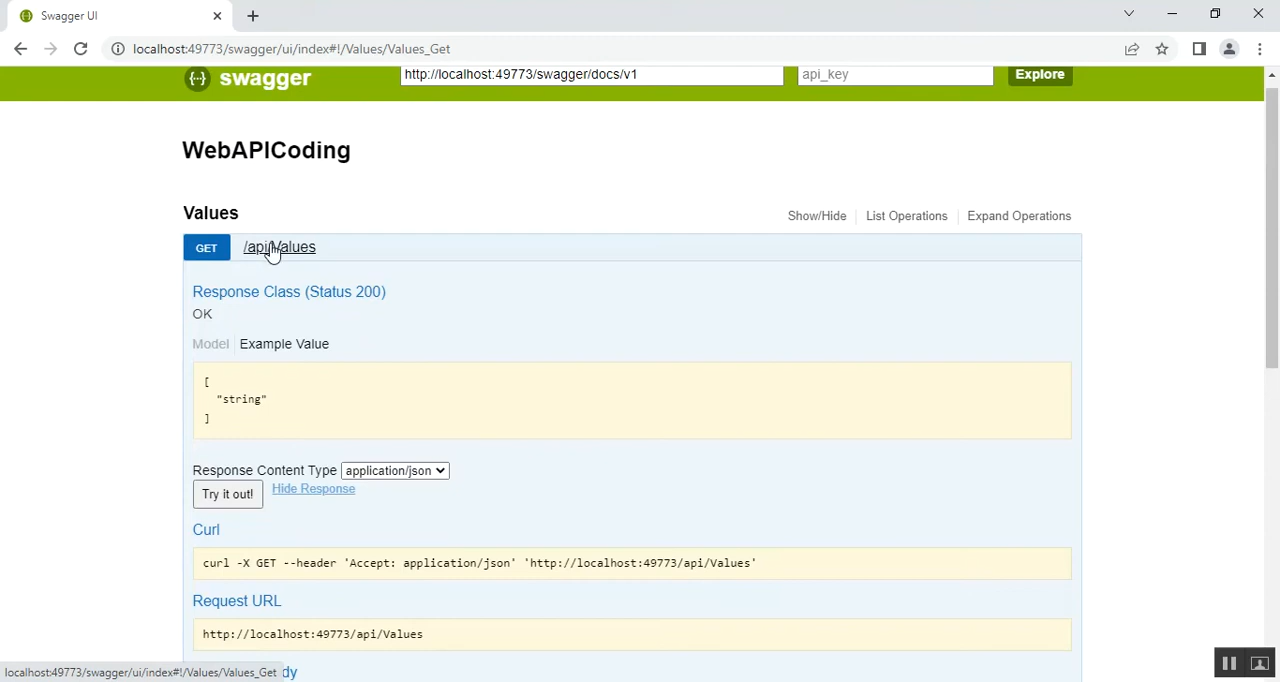 Swagger UI
localhost:49773/swagger/ui/index#!/Values/Values_Get
swagger
http://localhost:49773/swagger/docs/v1
api_key
Explore
WebAPICoding
Values
Show/Hide
List Operations
Expand Operations
GET
/api/Values
Response Class (Status 200)
OK
Model
Example Value
[
"string"
]
Response Content Type
application/json
Try it out!
Hide Response
Curl
curl -X GET --header 'Accept: application/json' 'http://localhost:49773/api/Values'
Request URL
http://localhost:49773/api/Values
localhost:49773/swagger/ui/index#!/Values/Values_Get